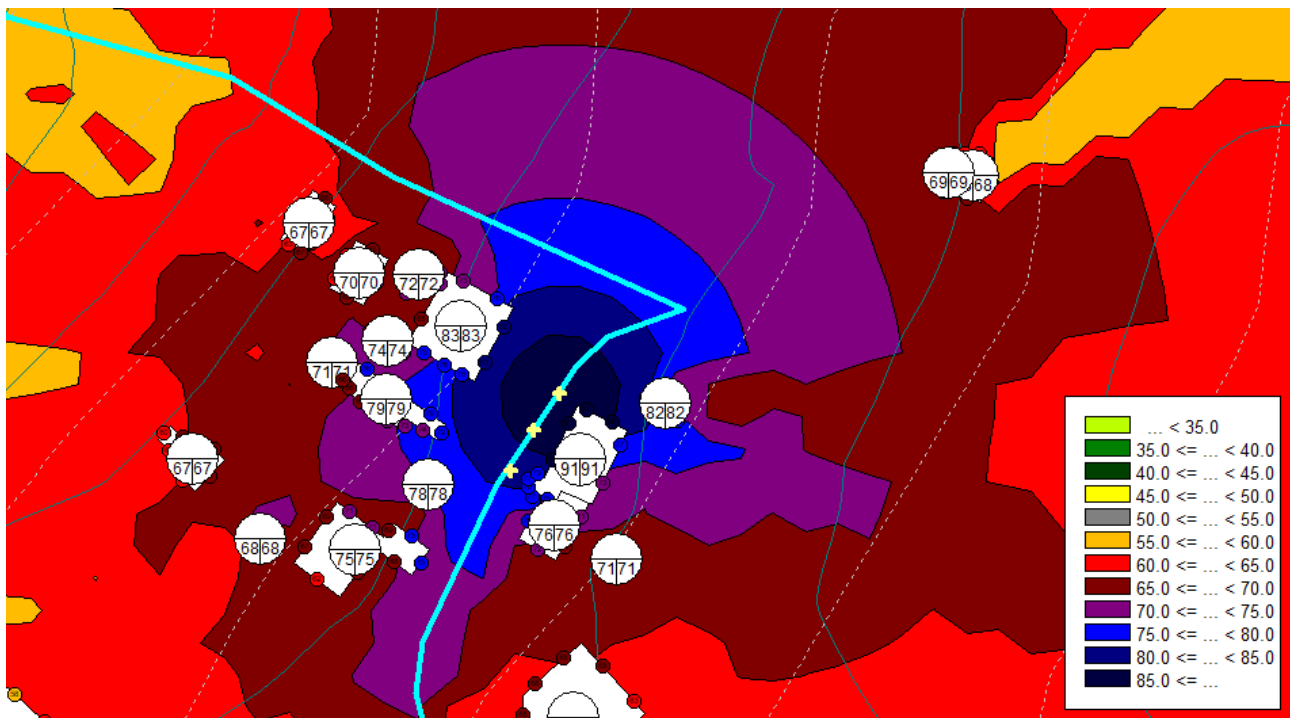 69|69
68
67|67
70|70
72|72
83|83
74|74
71|71
79|79
82|82
67|67
91|91
78|78
76|76
68|68
75|75
71|71
... < 35.0
35.0 <= ... < 40.0
40.0 <= ... < 45.0
45.0 <= ... < 50.0
50.0 <= ... < 55.0
55.0 <= ... < 60.0
60.0 <= ... < 65.0
65.0 <= ... < 70.0
70.0 <= ... < 75.0
75.0 <= ... < 80.0
80.0 <= ... < 85.0
85.0 <= ...